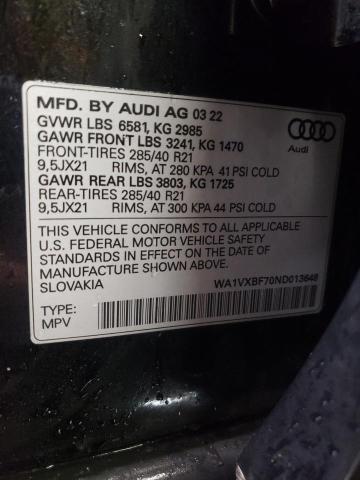 MFD. BY AUDI AG 03 22
GVWR LBS 6581, KG 2985
GAWR FRONT LBS 3241, KG 1470
FRONT-TIRES 285/40 R21
9,5JX21 RIMS, AT 280 KPA 41 PSI COLD
GAWR REAR LBS 3803, KG 1725
REAR-TIRES 285/40 R21
9,5JX21 RIMS, AT 300 KPA 44 PSI COLD
Audi
THIS VEHICLE CONFORMS TO ALL APPLICABLE
U.S. FEDERAL MOTOR VEHICLE SAFETY
STANDARDS IN EFFECT ON THE DATE OF
MANUFACTURE SHOWN ABOVE.
SLOVAKIA
WA1VXBF70ND013648
TYPE:
MPV